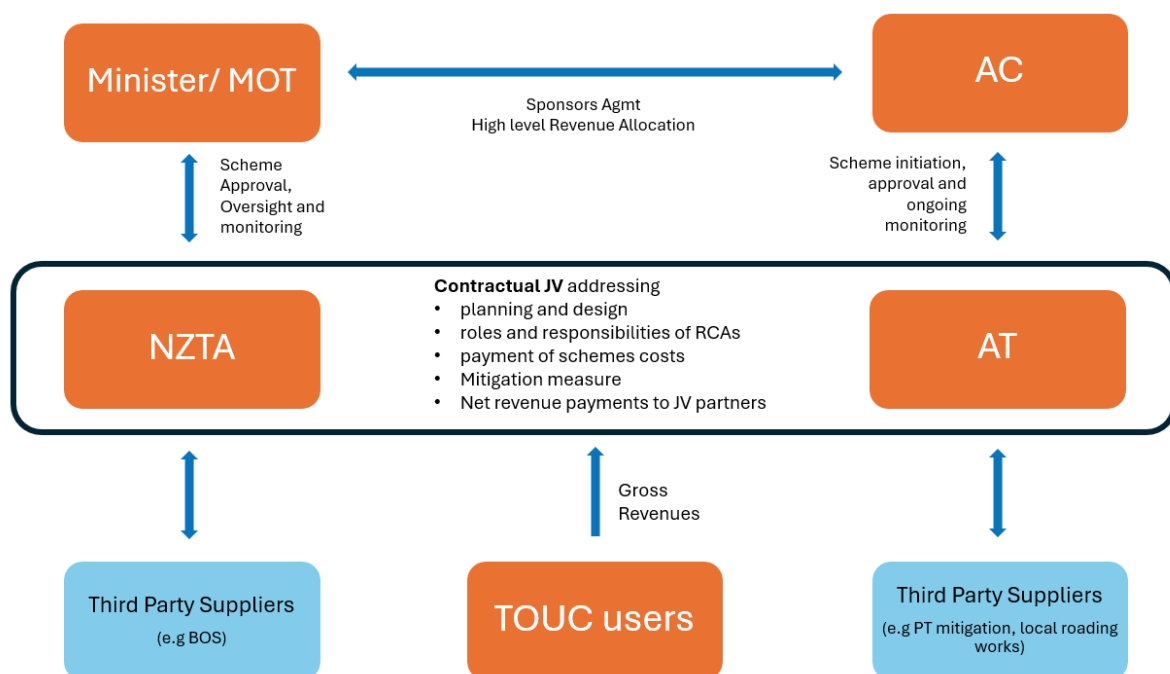 Minister/ MOT
AC
Sponsors Agmt
High level Revenue Allocation
Scheme
Approval,
Oversight and
monitoring
Scheme initiation,
approval and
ongoing
monitoring
NZTA
Contractual JV addressing
• planning and design
• roles and responsibilities of RCAs
• payment of schemes costs
• Mitigation measure
• Net revenue payments to JV partners
AT
Gross
Revenues
Third Party Suppliers
(e.g BOS)
TOUC users
Third Party Suppliers
(e.g PT mitigation, local roading
works)